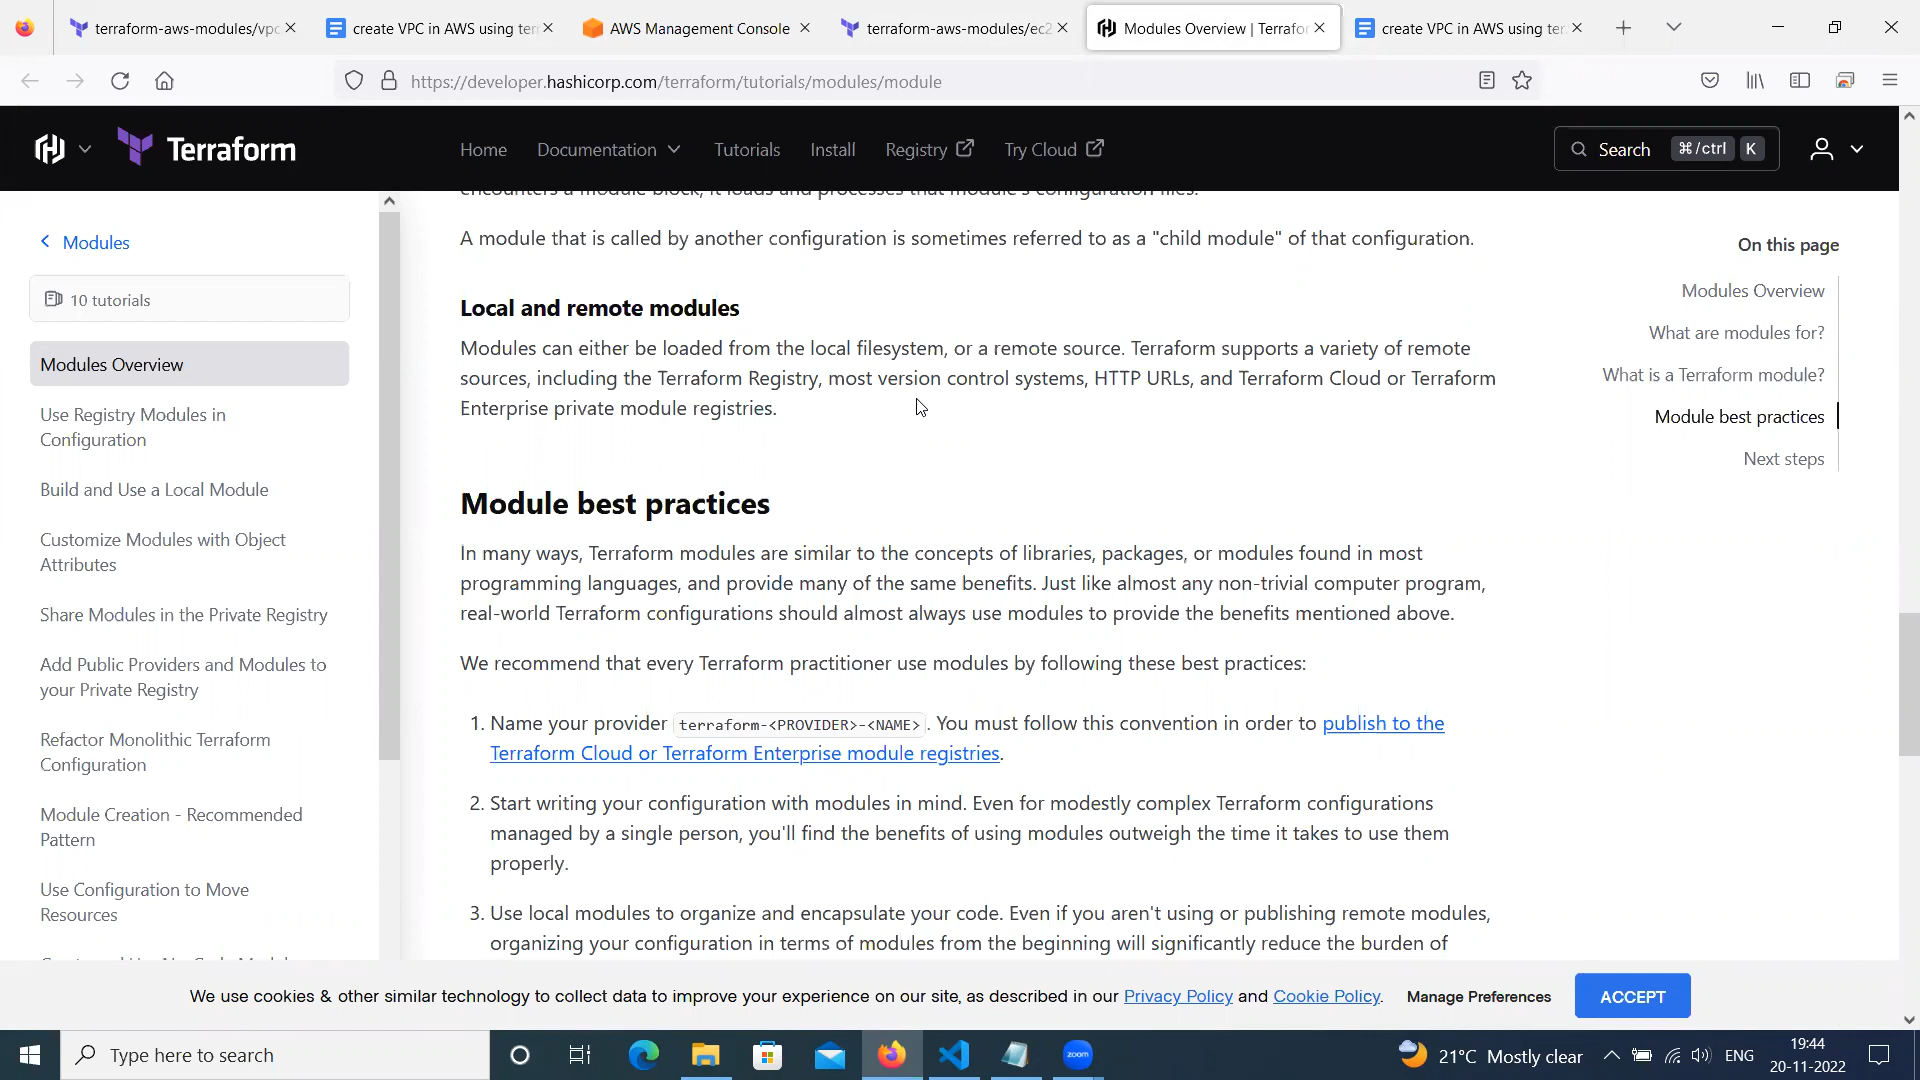 terraform-aws-modules/vpc
create VPC in AWS using ter
AWS Management Console
terraform-aws-modules/ec2
Modules Overview | Terrafor
create VPC in AWS using ter
https://developer.hashicorp.com/terraform/tutorials/modules/module
Terraform
Home
Documentation
Tutorials
Install
Registry
Try Cloud
Search
⌘/ctrl
K
Modules
10 tutorials
Modules Overview
Use Registry Modules in
Configuration
Build and Use a Local Module
Customize Modules with Object
Attributes
Share Modules in the Private Registry
Add Public Providers and Modules to
your Private Registry
Refactor Monolithic Terraform
Configuration
Module Creation - Recommended
Pattern
Use Configuration to Move
Resources
encounters a module block, it loads and processes that module's configuration files.
A module that is called by another configuration is sometimes referred to as a "child module" of that configuration.
Local and remote modules
Modules can either be loaded from the local filesystem, or a remote source. Terraform supports a variety of remote
sources, including the Terraform Registry, most version control systems, HTTP URLs, and Terraform Cloud or Terraform
Enterprise private module registries.
Module best practices
In many ways, Terraform modules are similar to the concepts of libraries, packages, or modules found in most
programming languages, and provide many of the same benefits. Just like almost any non-trivial computer program,
real-world Terraform configurations should almost always use modules to provide the benefits mentioned above.
We recommend that every Terraform practitioner use modules by following these best practices:
1. Name your provider terraform-<PROVIDER>-<NAME>. You must follow this convention in order to publish to the
Terraform Cloud or Terraform Enterprise module registries.
2. Start writing your configuration with modules in mind. Even for modestly complex Terraform configurations
managed by a single person, you'll find the benefits of using modules outweigh the time it takes to use them
properly.
3. Use local modules to organize and encapsulate your code. Even if you aren't using or publishing remote modules,
organizing your configuration in terms of modules from the beginning will significantly reduce the burden of
On this page
Modules Overview
What are modules for?
What is a Terraform module?
Module best practices
Next steps
We use cookies & other similar technology to collect data to improve your experience on our site, as described in our Privacy Policy and Cookie Policy.
Manage Preferences
ACCEPT
Type here to search
zoom
21°C Mostly clear
ENG
19:44
20-11-2022